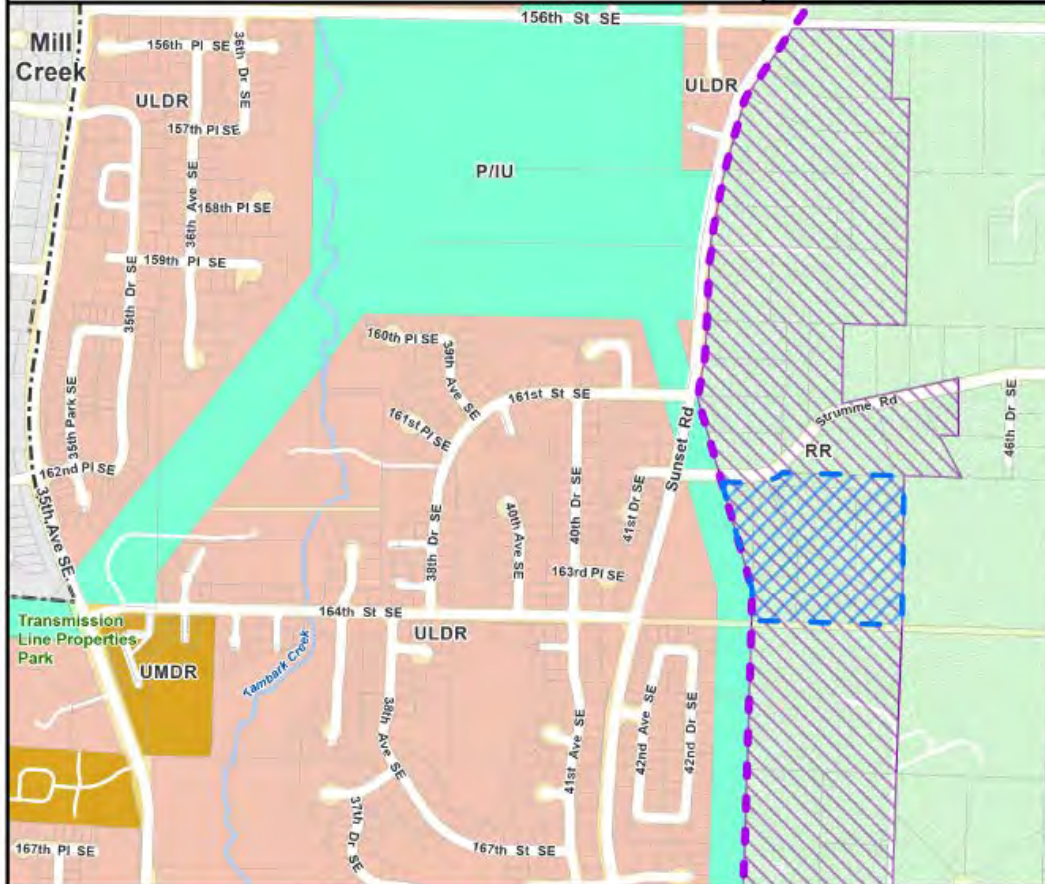 156th St SE
Mill
Creek
156th Pl SE
36th Dr SE
ULDR
ULDR
157th Pl SE
36th Ave SE
P/IU
158th Pl SE
159th Pl SE
35th Dr SE
160th Pl SE
39th Ave SE
161st St SE
161st Pl SE
Strumme Rd
35th Park SE
Sunset Rd
RR
46th Dr SE
162nd Pl SE
35th Ave SE
38th Dr SE
40th Ave SE
40th Dr SE
41st Dr SE
163rd Pl SE
164th St SE
Transmission
Line Properties
Park
ULDR
UMDR
Tambark Creek
38th Ave SE
41st Ave SE
42nd Ave SE
42nd Dr SE
37th Dr SE
167th Pl SE
167th St SE